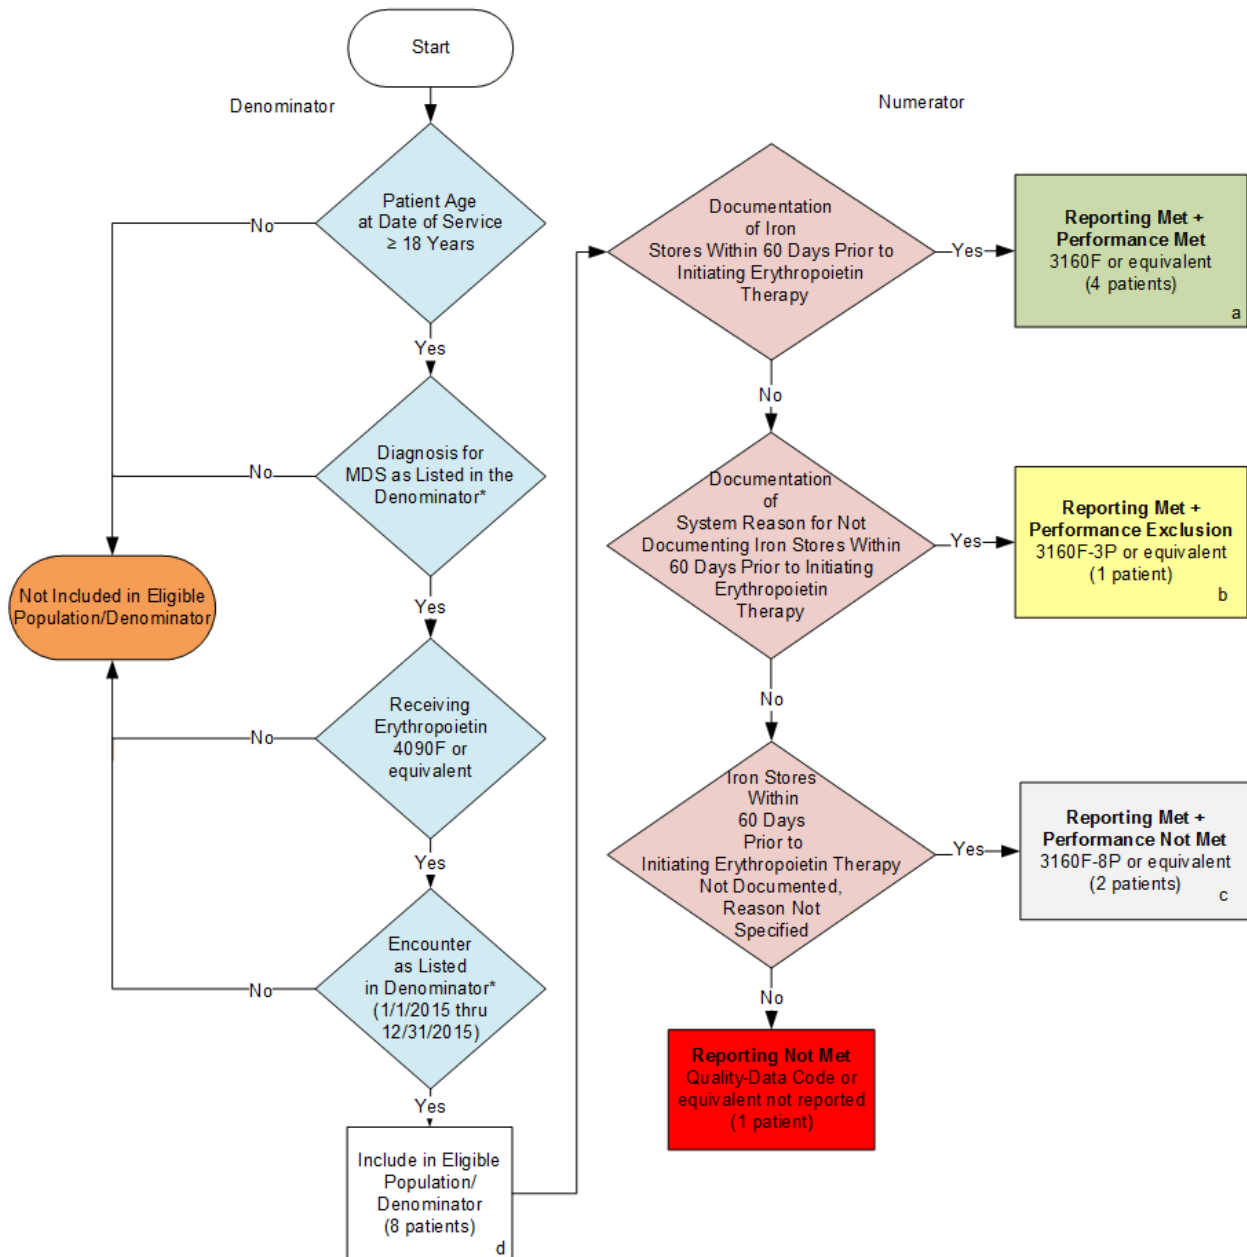 Start
Denominator
Numerator
Patient Age
at Date of Service
≥ 18 Years
No
Yes
Diagnosis for
MDS as Listed in the
Denominator*
No
Yes
Not Included in Eligible
Population/Denominator
Receiving
Erythropoietin
4090F or
equivalent
No
Yes
Encounter
as Listed
in Denominator*
(1/1/2015 thru
12/31/2015)
No
Yes
Include in Eligible
Population/
Denominator
(8 patients)
d
Documentation
of Iron
Stores Within 60 Days Prior to
Initiating Erythropoietin
Therapy
Yes
Reporting Met +
Performance Met
3160F or equivalent
(4 patients)
a
No
Documentation
of
System Reason for Not
Documenting Iron Stores Within
60 Days Prior to Initiating
Erythropoietin
Therapy
Yes
Reporting Met +
Performance Exclusion
3160F-3P or equivalent
(1 patient)
b
No
Iron Stores
Within
60 Days
Prior to
Initiating Erythropoietin Therapy
Not Documented,
Reason Not
Specified
Yes
Reporting Met +
Performance Not Met
3160F-8P or equivalent
(2 patients)
c
No
Reporting Not Met
Quality-Data Code or
equivalent not reported
(1 patient)